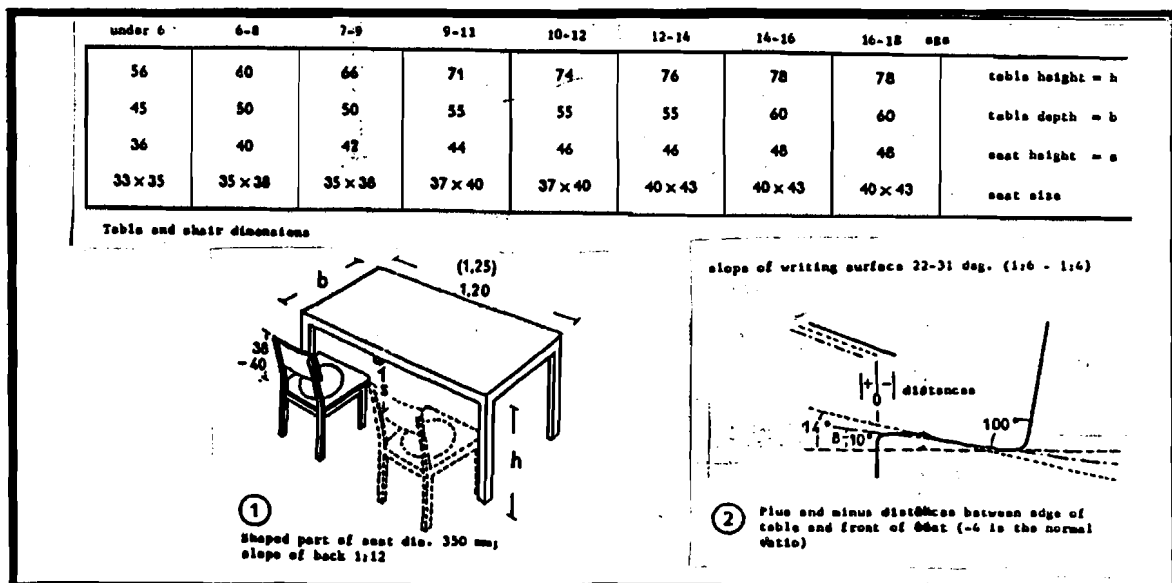 under 6 6-8 7-9 9-11 10-12 12-14 14-16 16-18 age
56 60 66 71 74 76 78 78 table height = h
45 50 50 55 55 55 60 60 table depth = b
36 40 42 44 46 46 48 48 seat height = s
33 x 35 35 x 38 35 x 38 37 x 40 37 x 40 40 x 43 40 x 43 40 x 43 seat size
Table and chair dimensions
b
(1,25)
1,20
38
- 40
s
h
1
Shaped part of seat dia. 350 mm;
slope of back 1:12
slope of writing surface 22-31 deg. (1:6 - 1:4)
+ -
0
distances
14°
8-10°
100°
2
Plus and minus distances between edge of
table and front of seat (-4 is the normal
ratio)